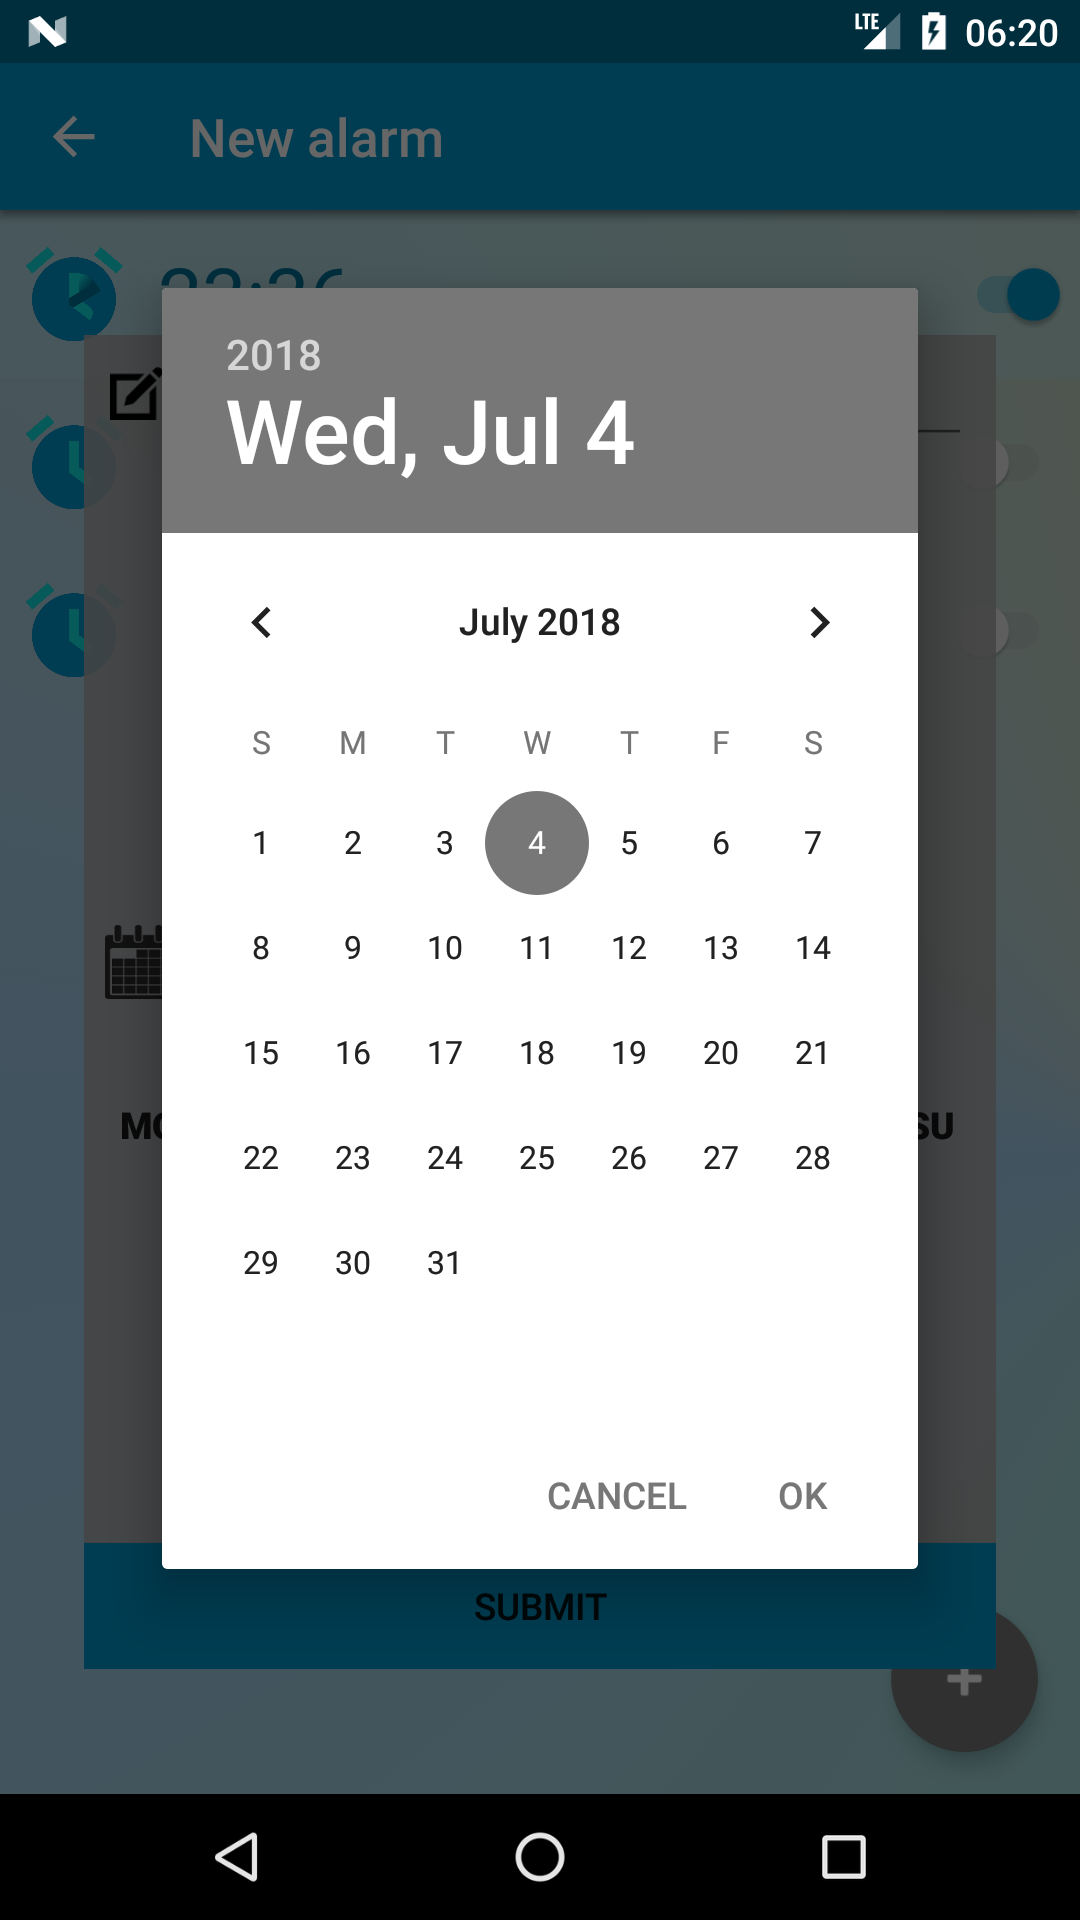 LTE 06:20
New alarm
2018
Wed, Jul 4
July 2018
S M T W T F S
1 2 3 4 5 6 7
8 9 10 11 12 13 14
15 16 17 18 19 20 21
MO SU
22 23 24 25 26 27 28
29 30 31
CANCEL OK
SUBMIT